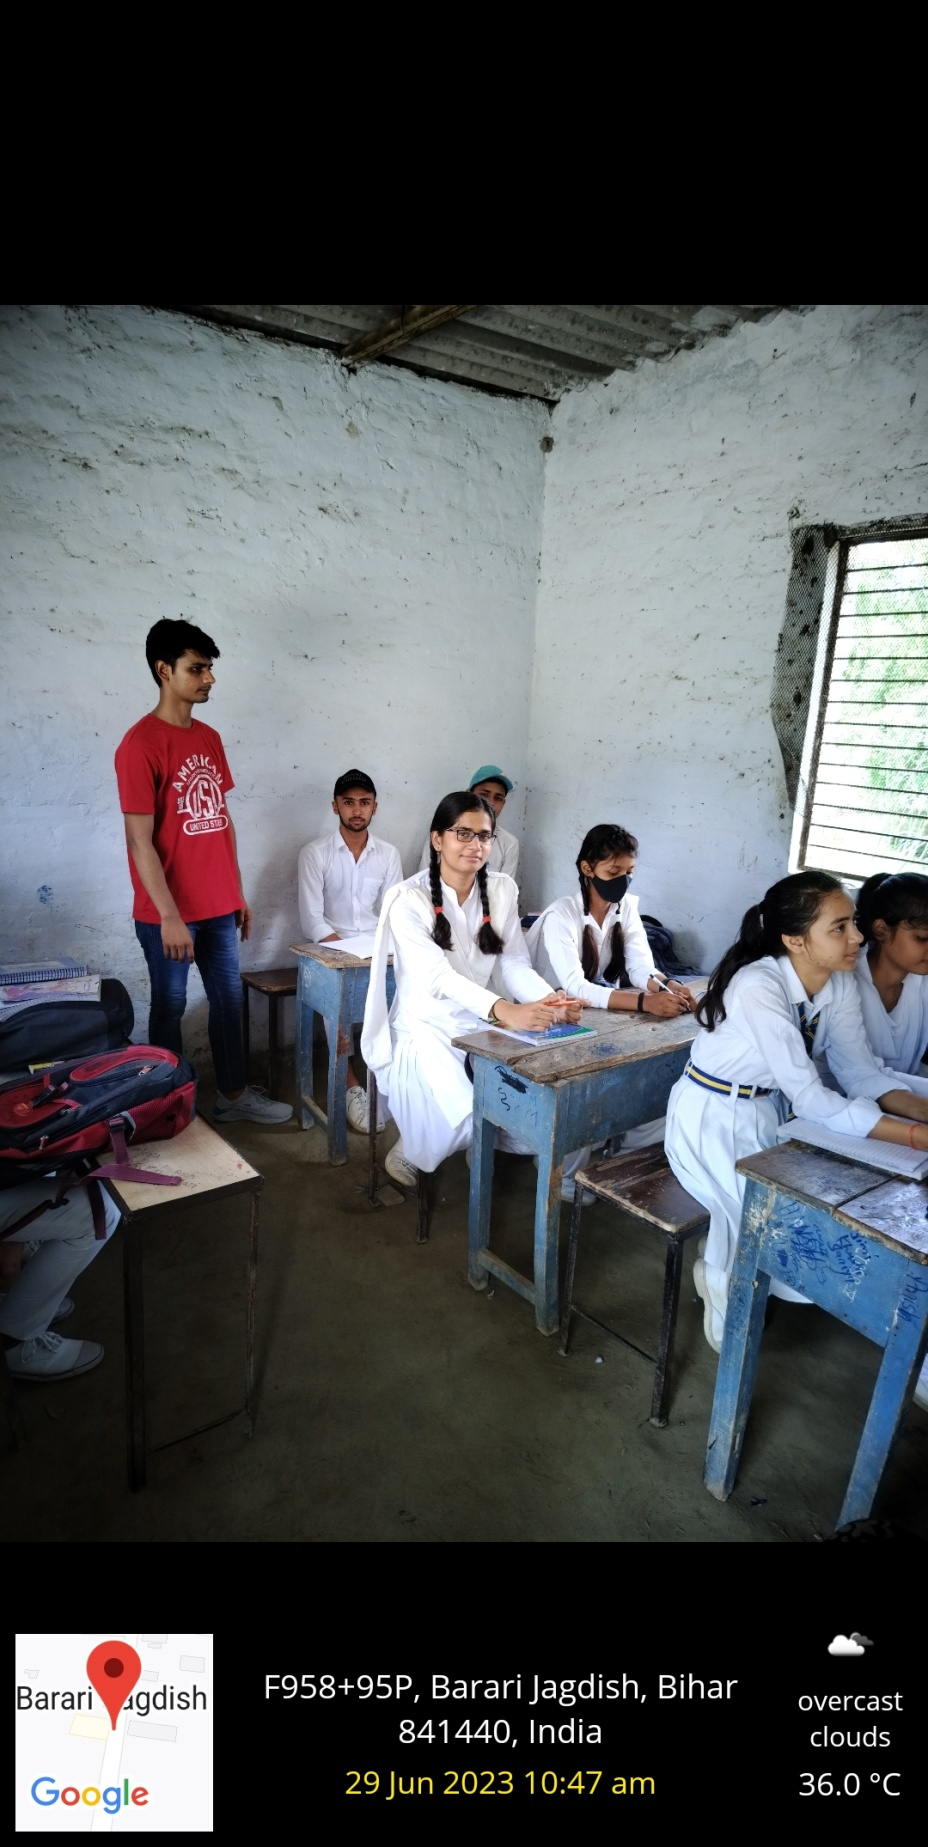 AMERICAN
USA
UNITED STATE
Barari Jagdish
Google
F958+95P, Barari Jagdish, Bihar
841440, India
29 Jun 2023 10:47 am
overcast
clouds
36.0 °C